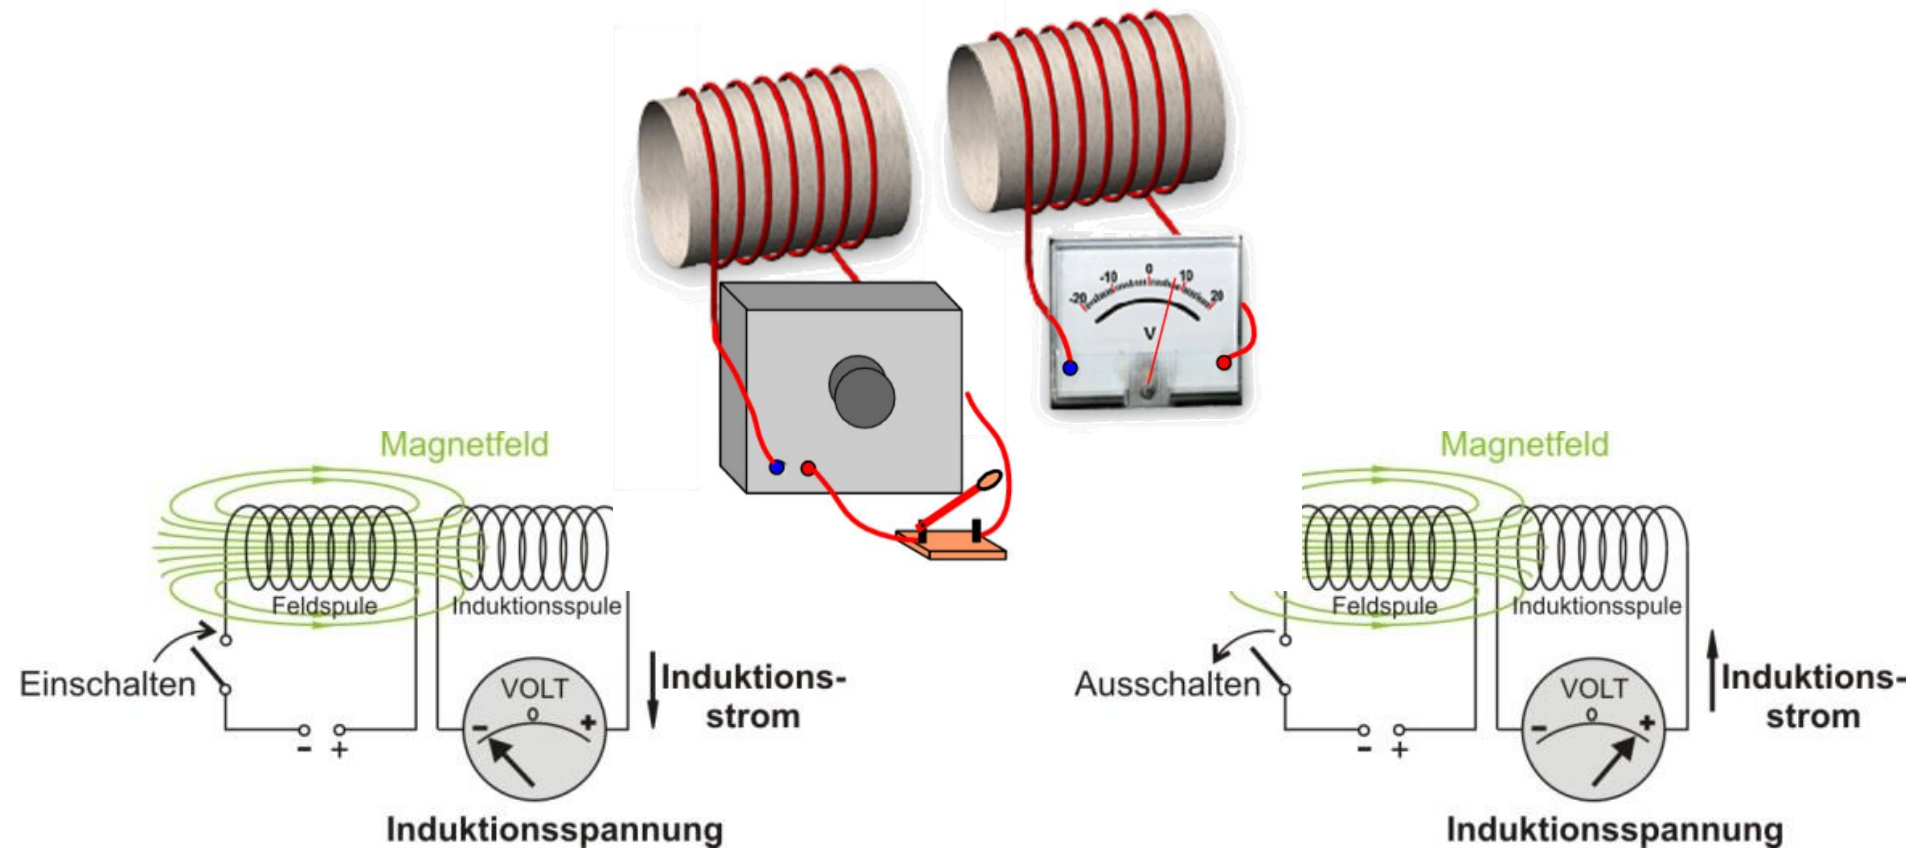 -20 -10 0 10 20
V
Magnetfeld
Feldspule
Induktionsspule
Einschalten
- +
VOLT
- 0 +
Induktions-
strom
Induktionsspannung
Magnetfeld
Feldspule
Induktionsspule
Ausschalten
- +
VOLT
- 0 +
Induktions-
strom
Induktionsspannung